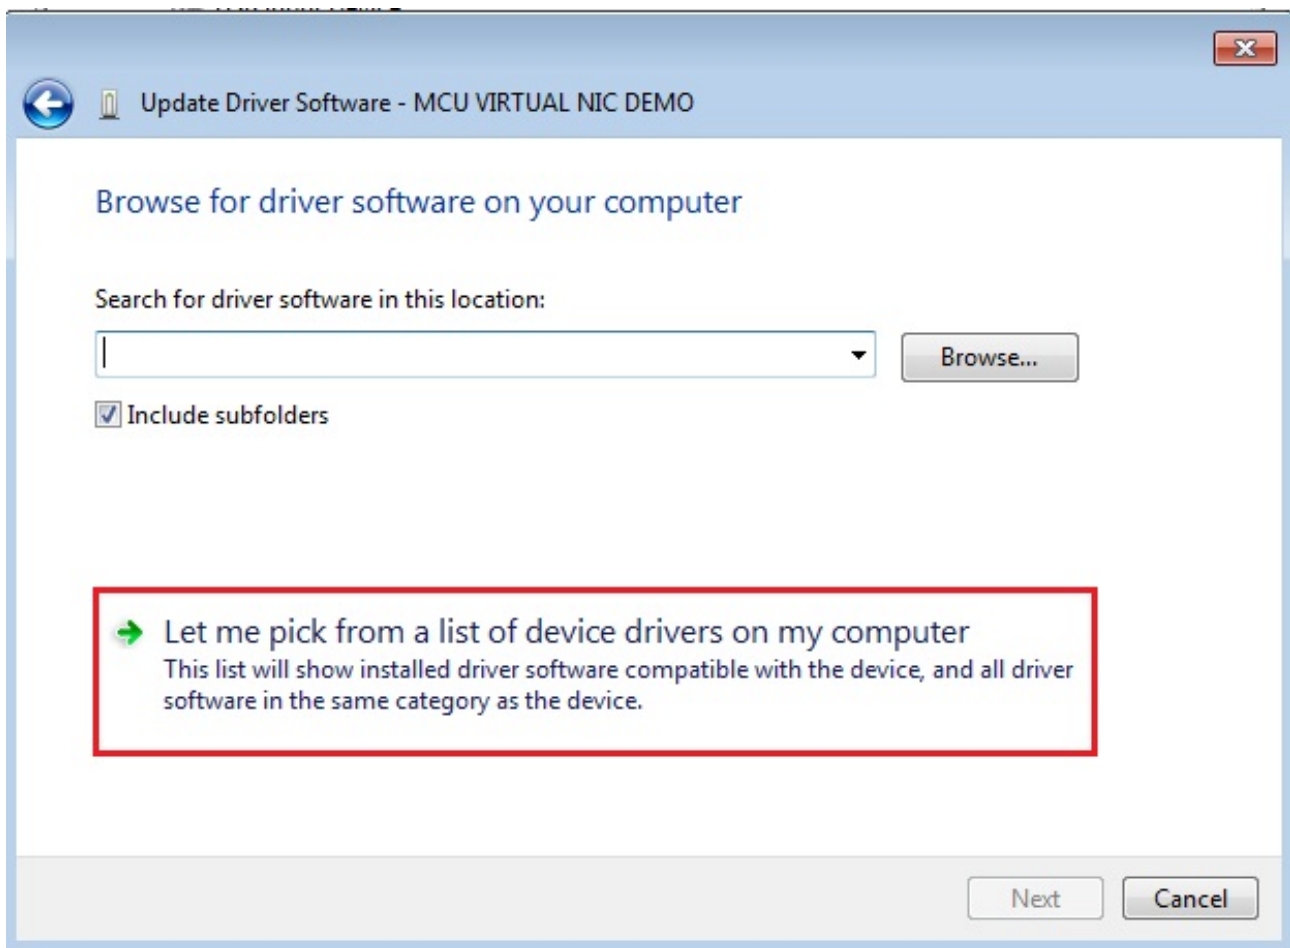 Update Driver Software - MCU VIRTUAL NIC DEMO
Browse for driver software on your computer
Search for driver software in this location:
Browse...
Include subfolders
Let me pick from a list of device drivers on my computer
This list will show installed driver software compatible with the device, and all driver
software in the same category as the device.
Next
Cancel